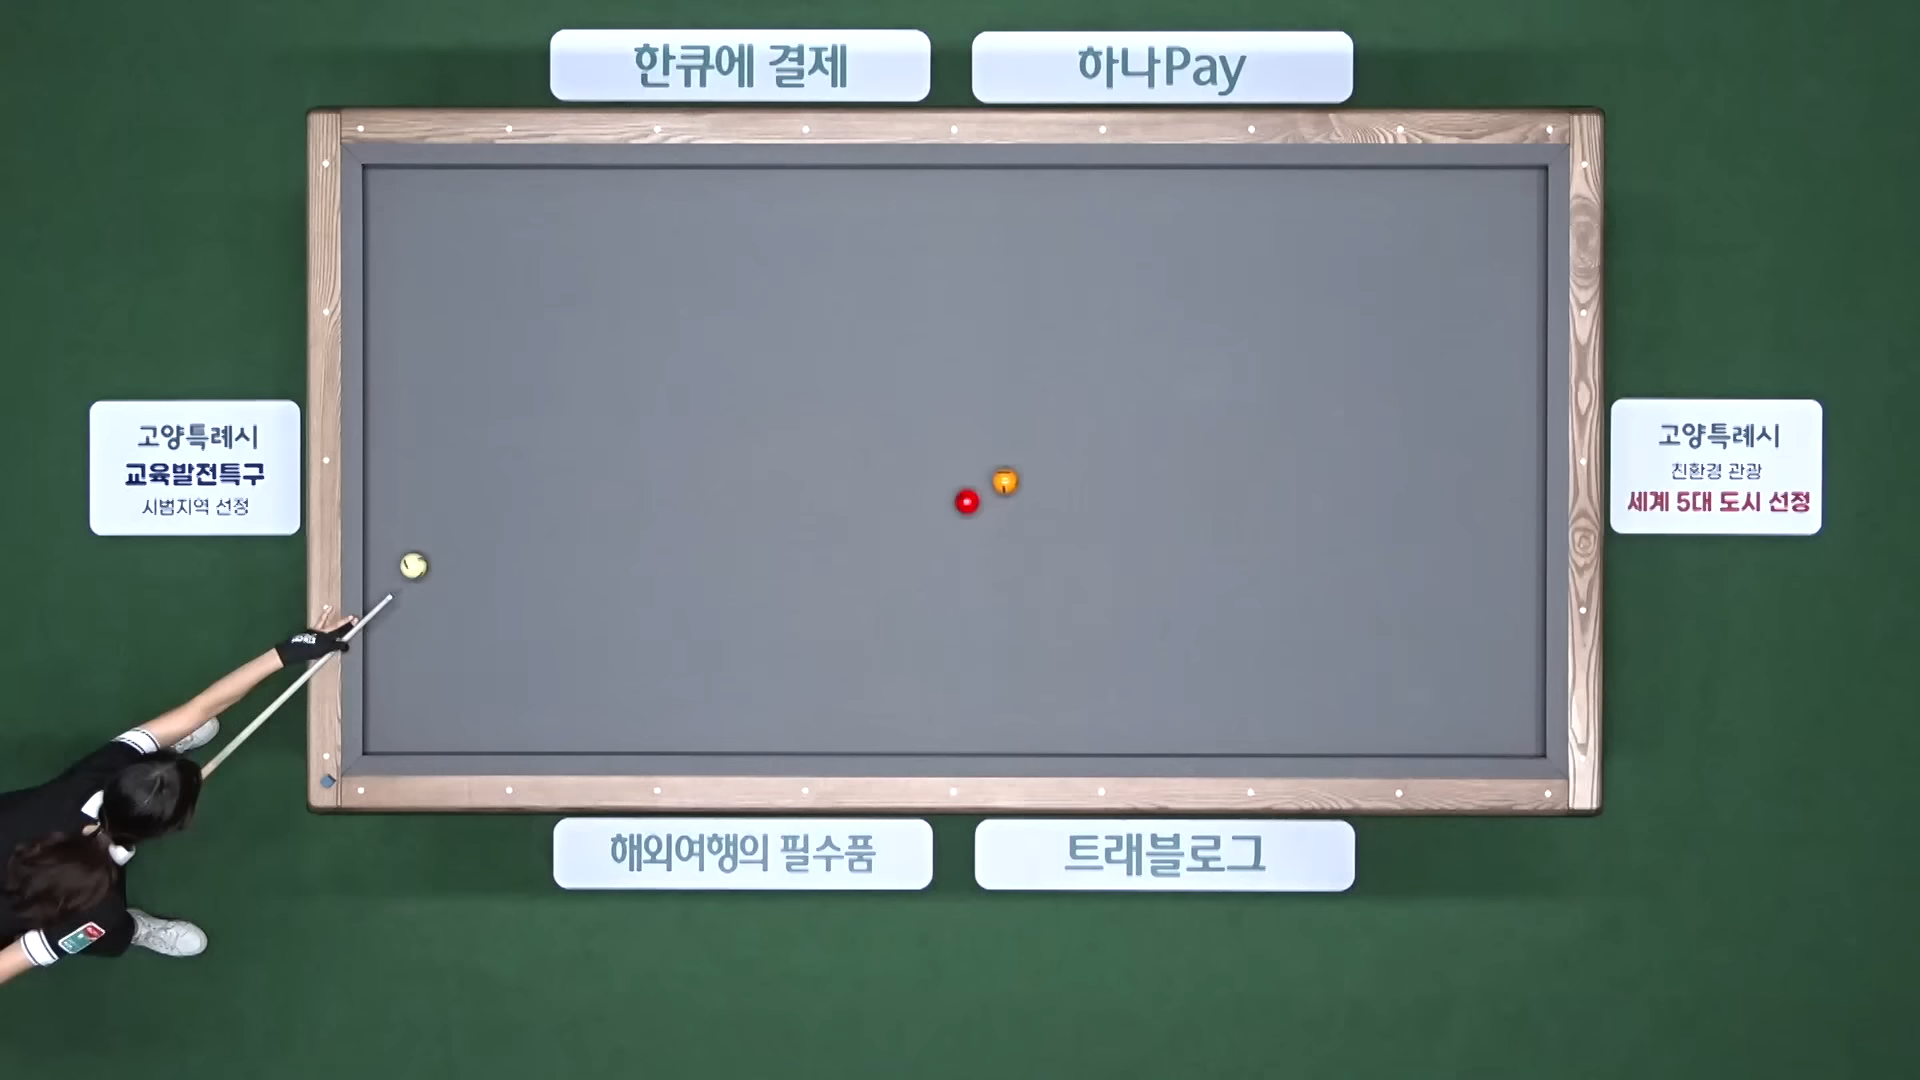 한큐에 결제
하나Pay
고양특례시
교육발전특구
시범지역 선정
고양특례시
친환경 관광
세계 5대 도시 선정
해외여행의 필수품
트래블로그